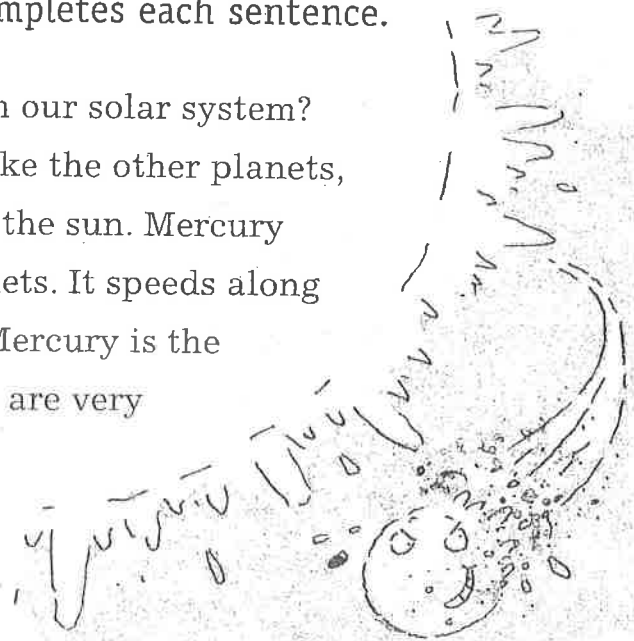 mpletes each sentence.
n our solar system?
ke the other planets,
the sun. Mercury
ets. It speeds along
Mercury is the
are very